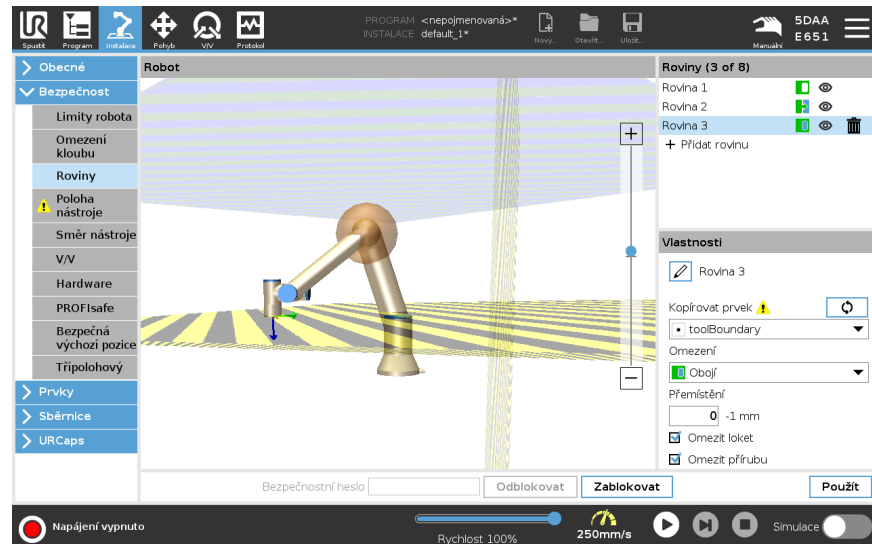 Spustit
Program
Instalace
Pohyb
V/V
Protokol
PROGRAM <nepojmenovaná>*
INSTALACE default_1*
Nový...
Otevřít...
Uložit...
Manuální
5DAA
E651
Obecné
Bezpečnost
Limity robota
Omezení
kloubu
Roviny
Poloha
nástroje
Směr nástroje
V/V
Hardware
PROFIsafe
Bezpečná
výchozí pozice
Třípolohový
Prvky
Sběrnice
URCaps
Robot
Roviny (3 of 8)
Rovina 1
Rovina 2
Rovina 3
+ Přidat rovinu
Vlastnosti
Rovina 3
Kopírovat prvek
toolBoundary
Omezení
Obojí
Přemístění
0 -1 mm
Omezit loket
Omezit přírubu
Bezpečnostní heslo
Odblokovat
Zablokovat
Použít
Napájení vypnuto
Rychlost 100%
250mm/s
Simulace